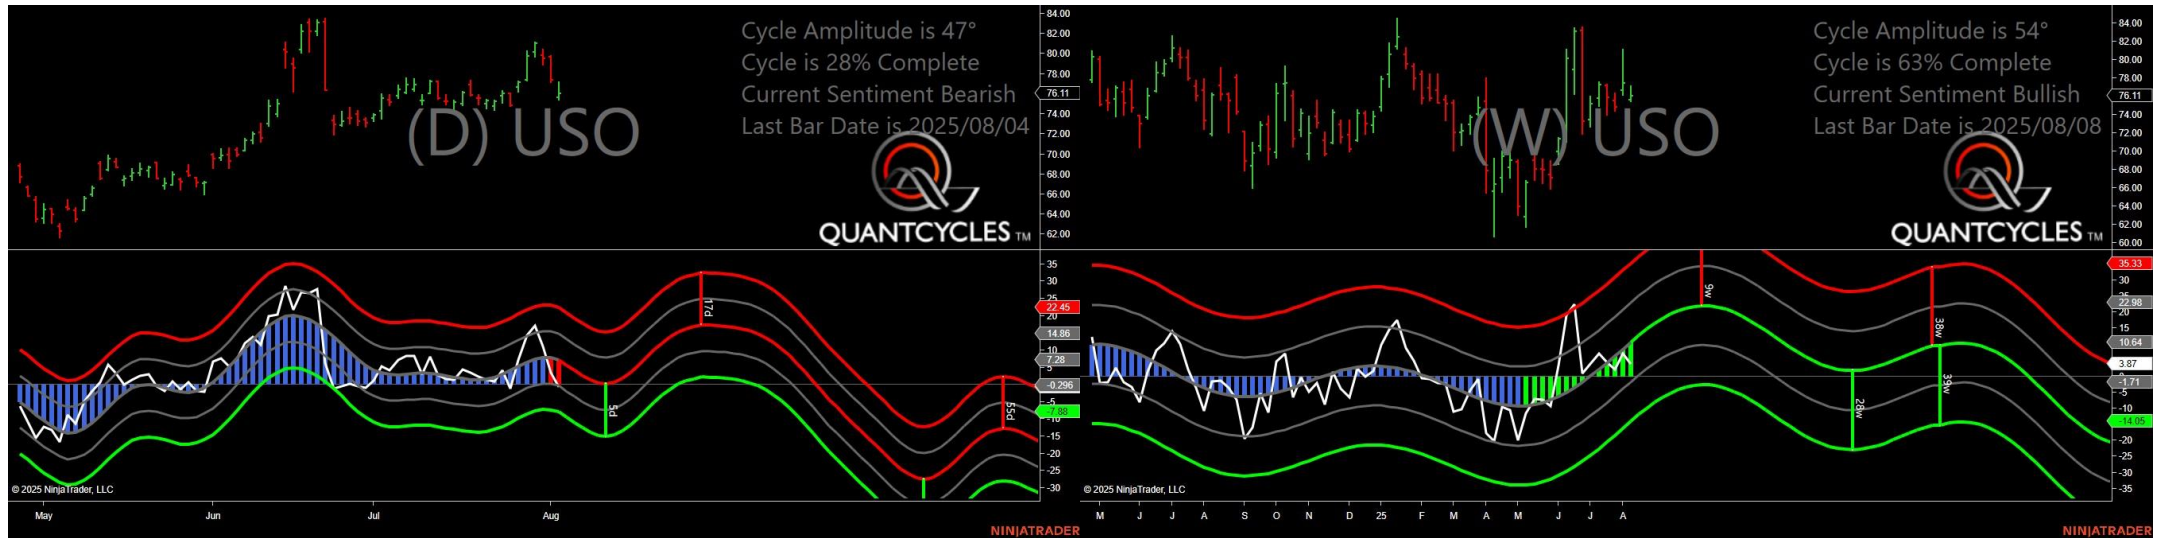 Cycle Amplitude is 47°
Cycle is 28% Complete
Current Sentiment Bearish
Last Bar Date is 2025/08/04
(D) USO
QUANTCYCLES TM
84.00
82.00
80.00
78.00
76.11
74.00
72.00
70.00
68.00
66.00
64.00
62.00
35
30
25
22.45
20
14.86
10
7.28
5
-0.296
-5
-7.88
-10
-15
-20
-25
-30
17d
5d
55d
© 2025 NinjaTrader, LLC
May
Jun
Jul
Aug
NINJATRADER
Cycle Amplitude is 54°
Cycle is 63% Complete
Current Sentiment Bullish
Last Bar Date is 2025/08/08
(W) USO
QUANTCYCLES TM
84.00
82.00
80.00
78.00
76.11
74.00
72.00
70.00
68.00
66.00
64.00
62.00
60.00
35.33
30
22.98
20
15
10.64
3.87
-1.71
-5
-10
-14.05
-20
-25
-30
-35
9w
38w
28w
39w
© 2025 NinjaTrader, LLC
M
J
J
A
S
O
N
D
25
F
M
A
M
J
J
A
NINJATRADER